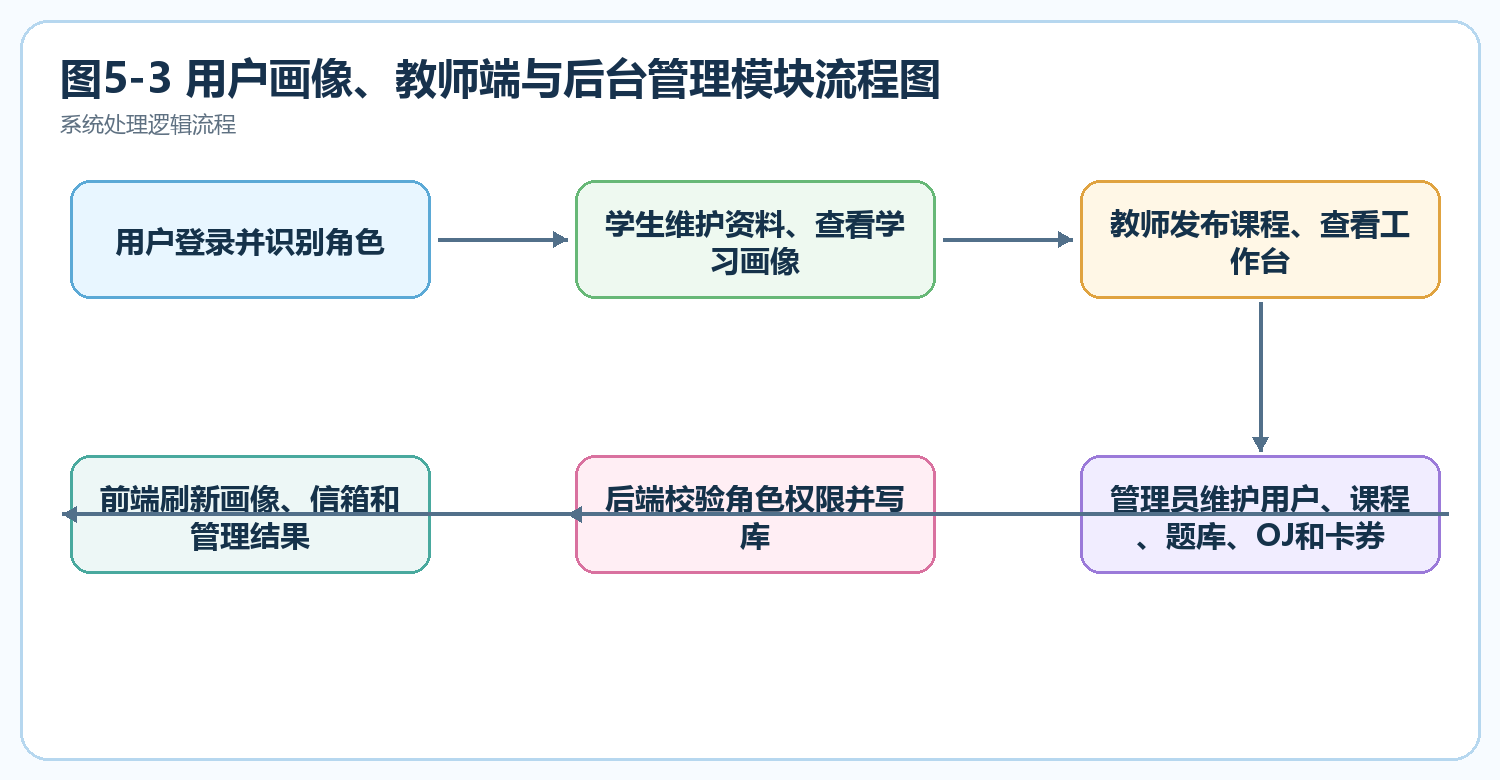 图5-3 用户画像、教师端与后台管理模块流程图
系统处理逻辑流程
用户登录并识别角色
学生维护资料、查看学
习画像
教师发布课程、查看工
作台
前端刷新画像、信箱和
管理结果
后端校验角色权限并写
库
管理员维护用户、课程
、题库、OJ和卡券